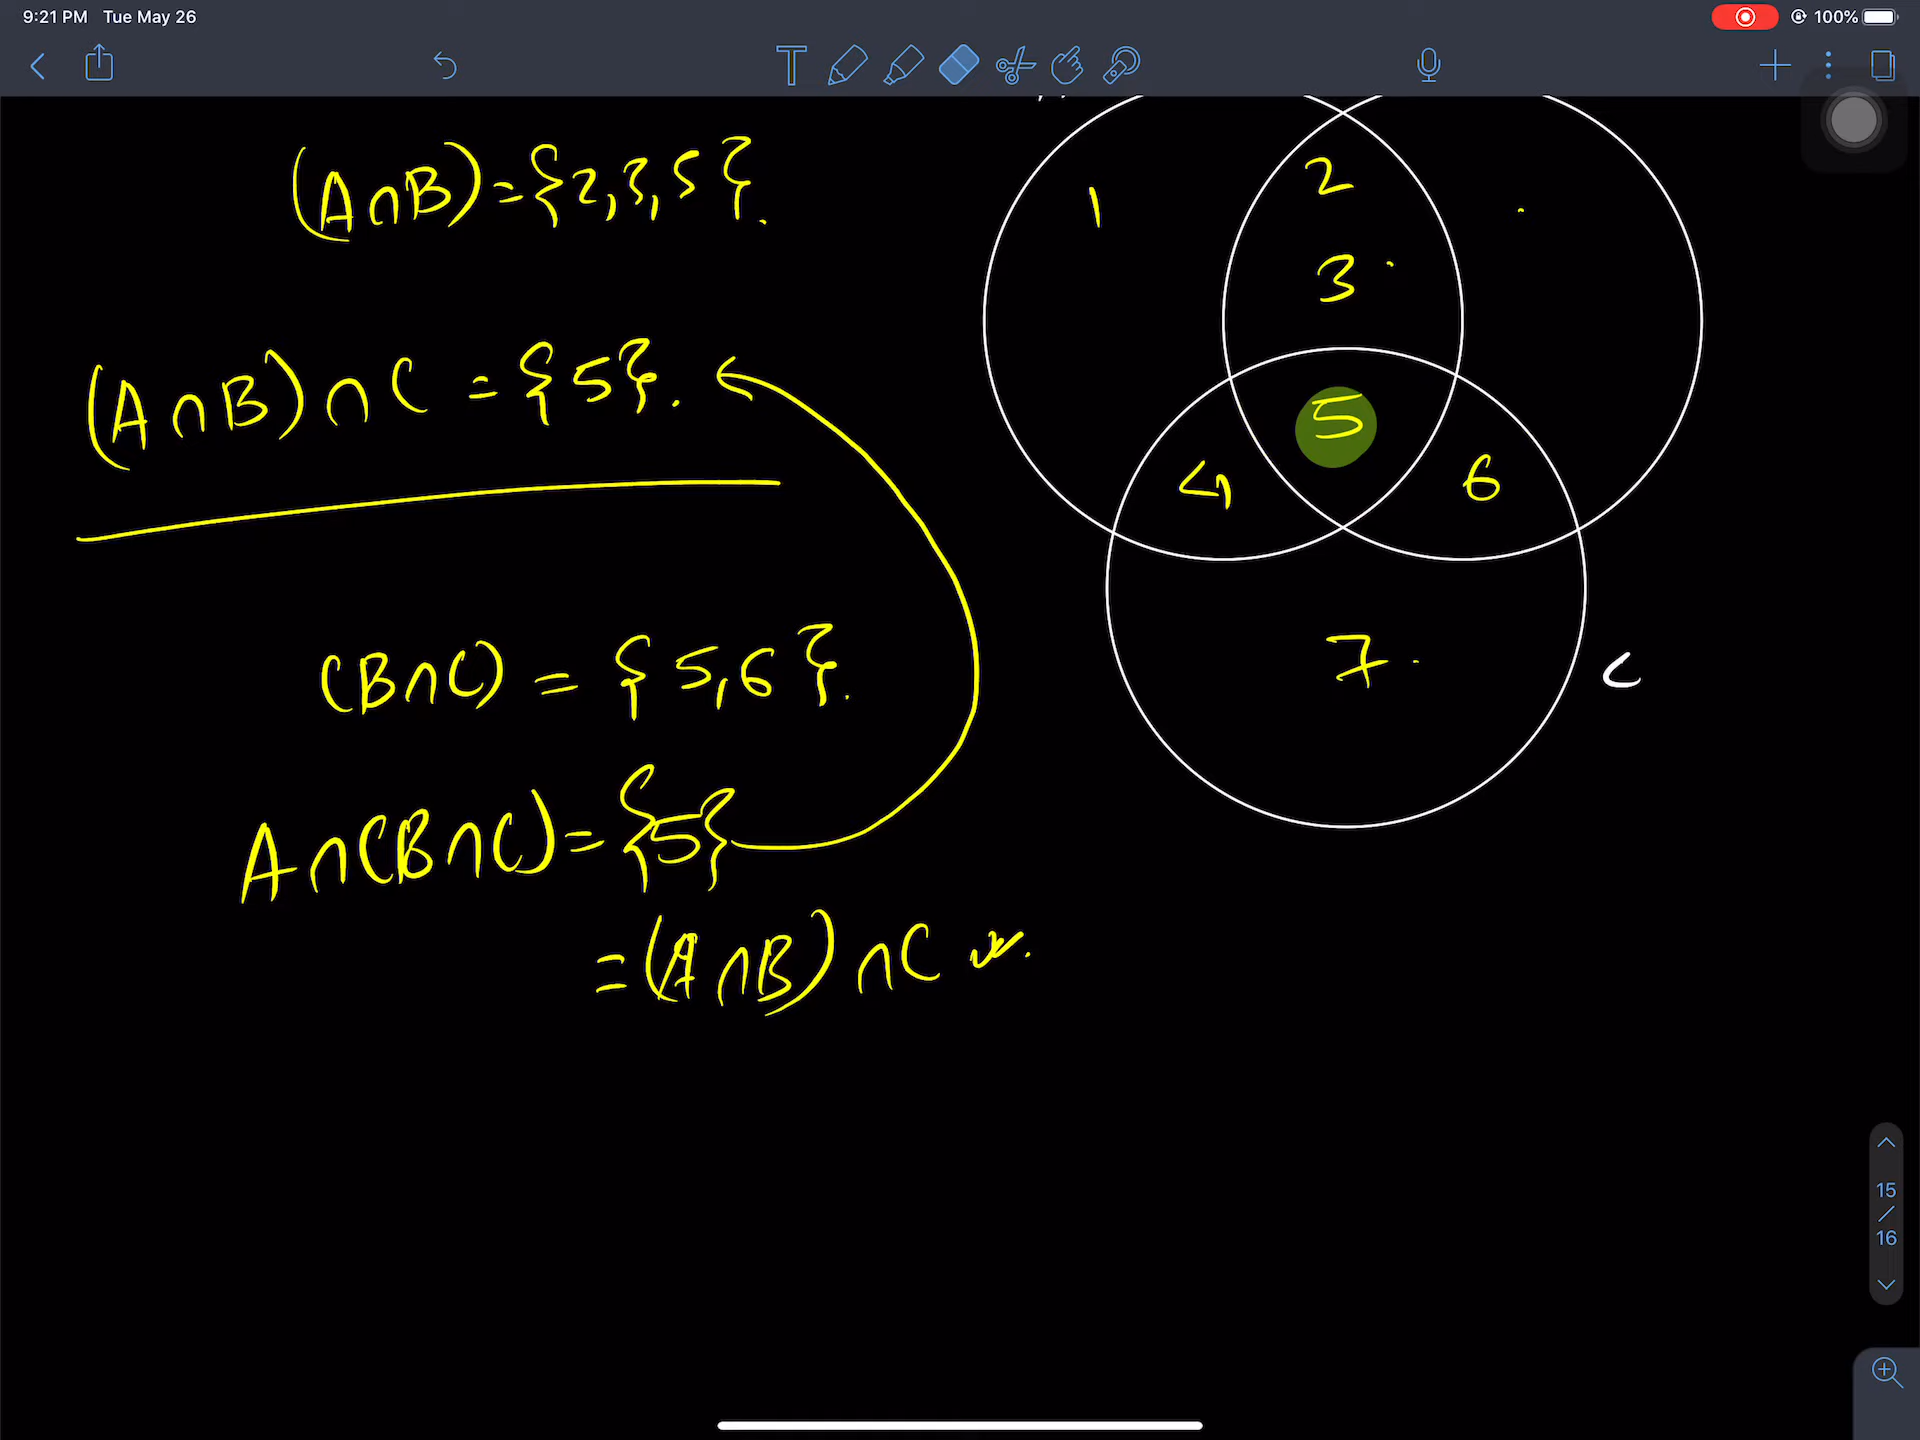 9:21 PM Tue May 26
100%
(A∩B)={2,3,5}.
(A∩B)∩C = {5}.
(B∩C) = {5,6}.
A∩(B∩C)={5}
=(A∩B)∩C
1
2
3
5
4
6
7
C
15
/
16